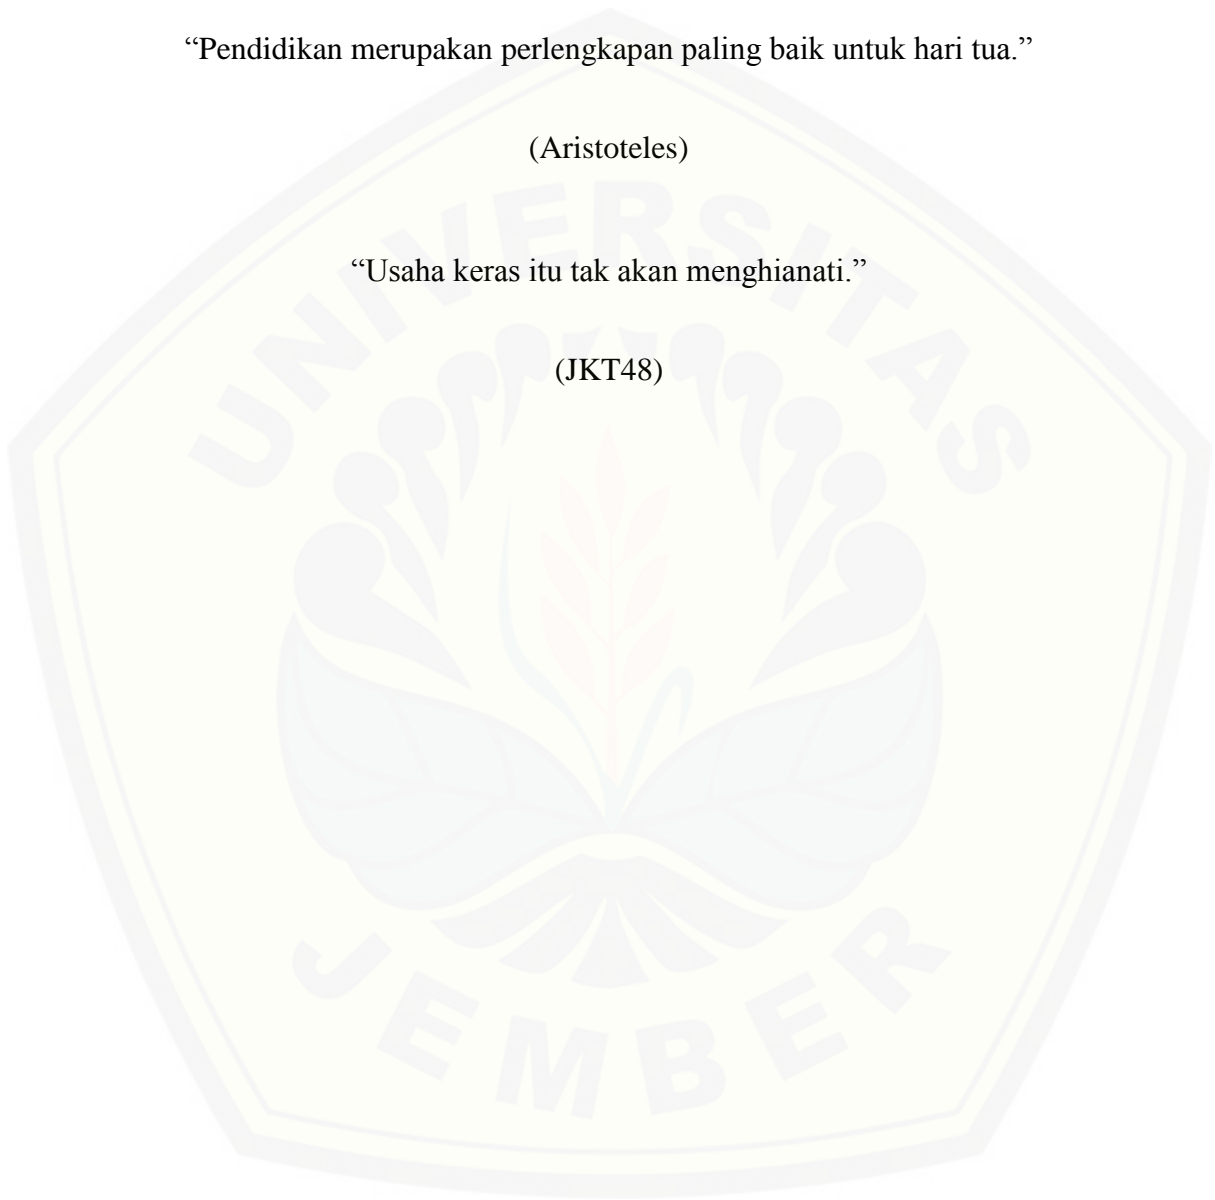 “Pendidikan merupakan perlengkapan paling baik untuk hari tua.”
(Aristoteles)
“Usaha keras itu tak akan menghianati.”
(JKT48)
UNIVERSITAS
JEMBER